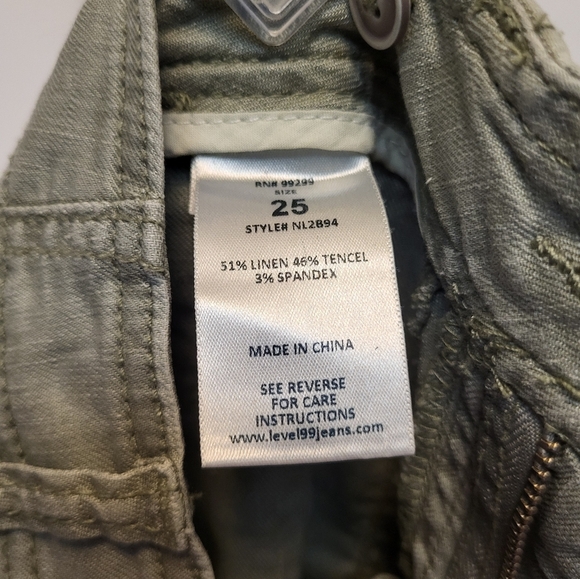 RN# 99299
SIZE
25
STYLE# NL2B94
51% LINEN 46% TENCEL
3% SPANDEX
MADE IN CHINA
SEE REVERSE
FOR CARE
INSTRUCTIONS
www.level99jeans.com